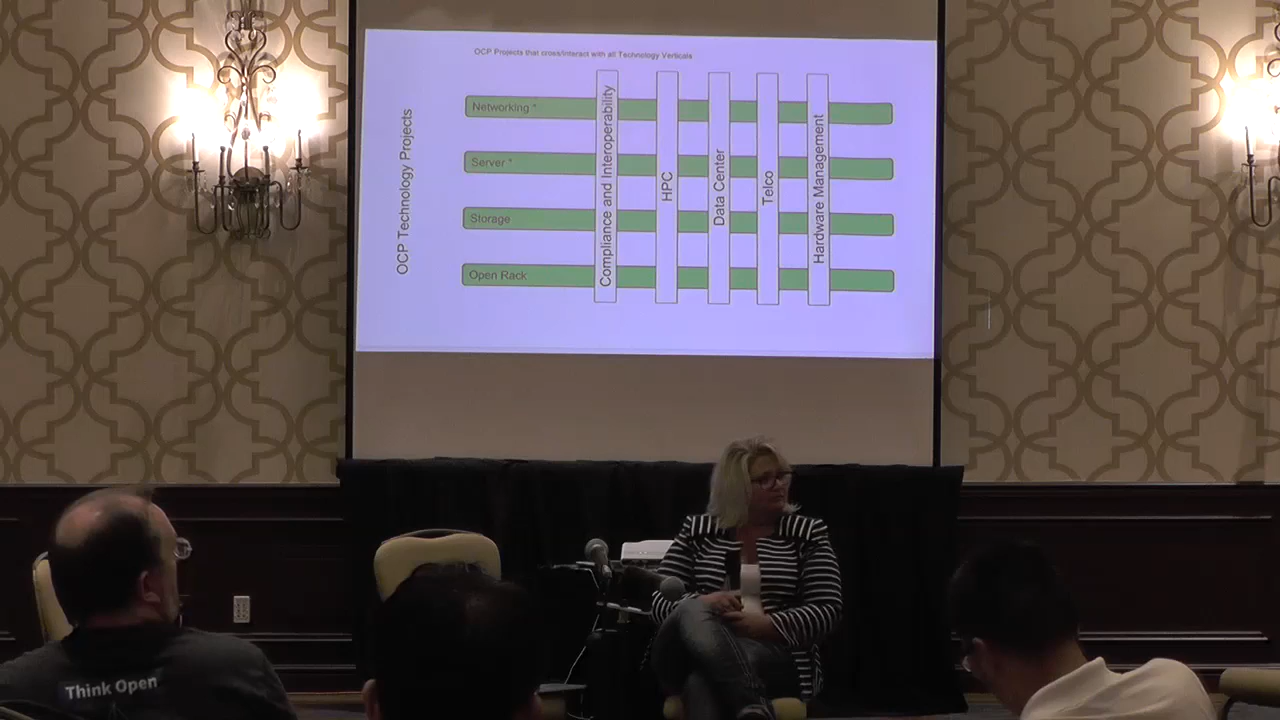 OCP Projects that cross/interact with all Technology Verticals
OCP Technology Projects
Networking *
Server *
Storage
Open Rack
Compliance and Interoperability
HPC
Data Center
Telco
Hardware Management
Think Open